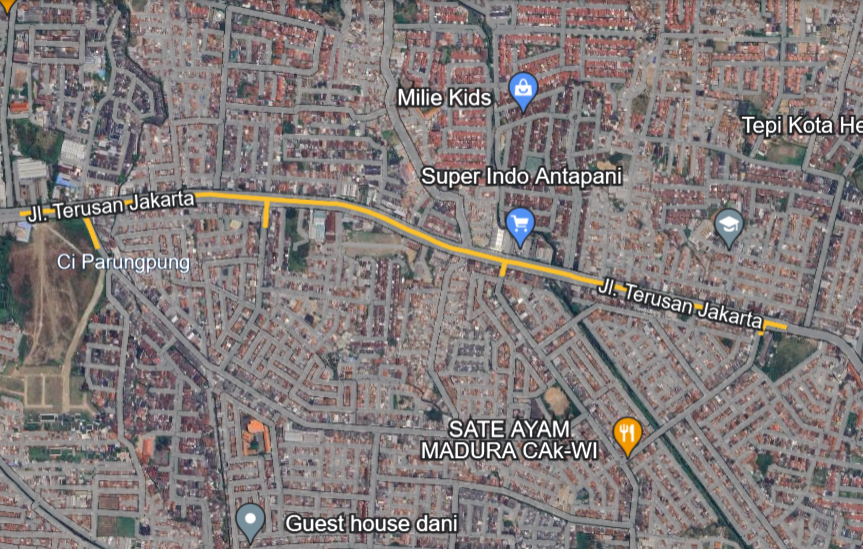 Milie Kids
Tepi Kota He
Super Indo Antapani
Jl. Terusan Jakarta
Ci Parungpung
Jl. Terusan Jakarta
SATE AYAM
MADURA CAk-WI
Guest house dani